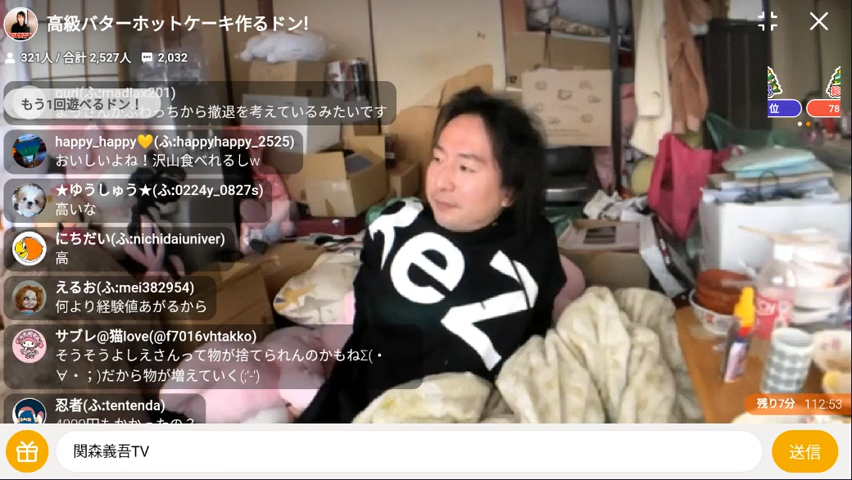 高級バターホットケーキ作るドン!
321人 / 合計 2,527人 2,032
guri(ふ:madlax201)
もう1回遊べるドン！
っちから撤退を考えているみたいです
happy_happy💛(ふ:happyhappy_2525)
おいしいよね！沢山食べれるしw
★ゆうしゅう★(ふ:0224y_0827s)
高いな
にちだい(ふ:nichidaiuniver)
高
えるお(ふ:mei382954)
何より経験値あがるから
サブレ@猫love(@f7016vhtakko)
そうそうよしえさんって物が捨てられんのかもねΣ(・
∀・；)だから物が増えていく(;'-')
忍者(ふ:tentenda)
位
78
eZ
残り7分 112:53
関森義吾TV
送信